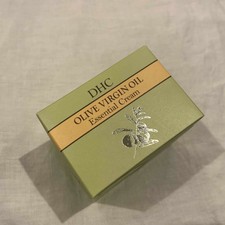 DHC
OLIVE VIRGIN OIL
Essential Cream